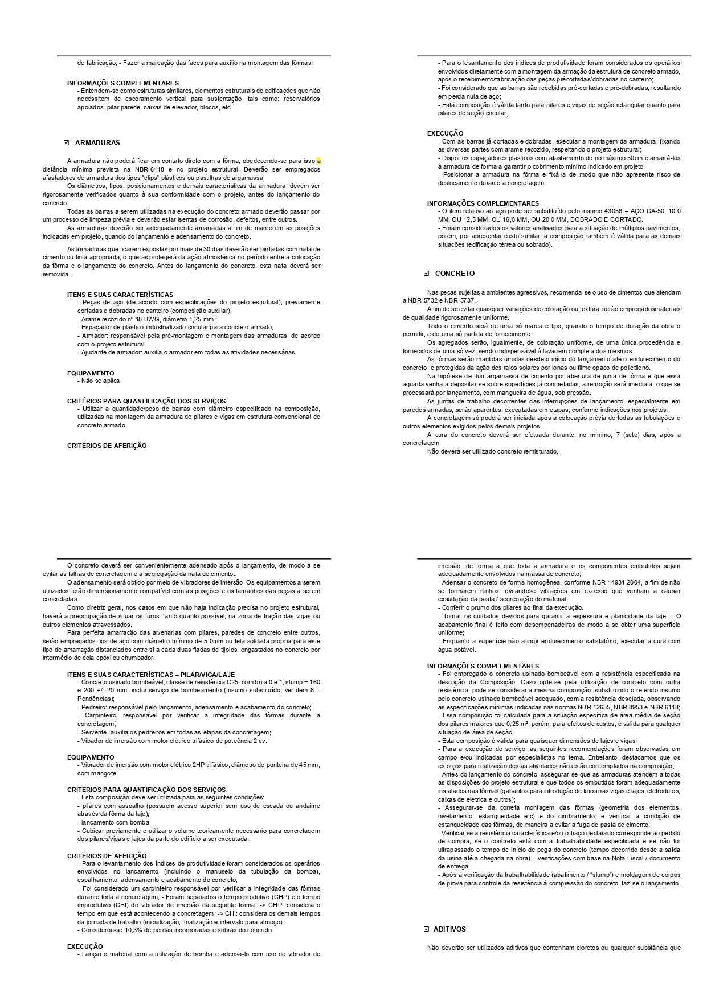 de fabricação; - Fazer a marcação das faces para auxílio na montagem das fôrmas.
INFORMAÇÕES COMPLEMENTARES
- Entendem-se como estruturas similares, elementos estruturais de edificações que não
necessitem de escoramento vertical para sustentação, tais como: reservatórios
apoiados, pilar parede, caixas de elevador, blocos, etc.
☑ ARMADURAS
A armadura não poderá ficar em contato direto com a fôrma, obedecendo-se para isso a
distância mínima prevista na NBR-6118 e no projeto estrutural. Deverão ser empregados
afastadores de armadura dos tipos "clips" plásticos ou pastilhas de argamassa.
Os diâmetros, tipos, posicionamentos e demais características da armadura, devem ser
rigorosamente verificados quanto à sua conformidade com o projeto, antes do lançamento do
concreto.
Todas as barras a serem utilizadas na execução do concreto armado deverão passar por
um processo de limpeza prévia e deverão estar isentas de corrosão, defeitos, entre outros.
As armaduras deverão ser adequadamente amarradas a fim de manterem as posições
indicadas em projeto, quando do lançamento e adensamento do concreto.
As armaduras que ficarem expostas por mais de 30 dias deverão ser pintadas com nata de
cimento ou tinta apropriada, o que as protegerá da ação atmosférica no período entre a colocação
da fôrma e o lançamento do concreto. Antes do lançamento do concreto, esta nata deverá ser
removida.
ITENS E SUAS CARACTERÍSTICAS
- Peças de aço (de acordo com especificações do projeto estrutural), previamente
cortadas e dobradas no canteiro (composição auxiliar);
- Arame recozido nº 18 BWG, diâmetro 1,25 mm;
- Espaçador de plástico industrializado circular para concreto armado;
- Armador: responsável pela pré-montagem e montagem das armaduras, de acordo
com o projeto estrutural;
- Ajudante de armador: auxilia o armador em todas as atividades necessárias.
EQUIPAMENTO
- Não se aplica.
CRITÉRIOS PARA QUANTIFICAÇÃO DOS SERVIÇOS
- Utilizar a quantidade/peso de barras com diâmetro especificado na composição,
utilizadas na montagem da armadura de pilares e vigas em estrutura convencional de
concreto armado.
CRITÉRIOS DE AFERIÇÃO
- Para o levantamento dos índices de produtividade foram considerados os operários
envolvidos diretamente com a montagem da armação da estrutura de concreto armado,
após o recebimento/fabricação das peças précortadas/dobradas no canteiro;
- Foi considerado que as barras são recebidas pré-cortadas e pré-dobradas, resultando
em perda nula de aço;
- Está composição é válida tanto para pilares e vigas de seção retangular quanto para
pilares de seção circular.
EXECUÇÃO
- Com as barras já cortadas e dobradas, executar a montagem da armadura, fixando
as diversas partes com arame recozido, respeitando o projeto estrutural;
- Dispor os espaçadores plásticos com afastamento de no máximo 50cm e amarrá-los
à armadura de forma a garantir o cobrimento mínimo indicado em projeto;
- Posicionar a armadura na fôrma e fixá-la de modo que não apresente risco de
deslocamento durante a concretagem.
INFORMAÇÕES COMPLEMENTARES
- O item relativo ao aço pode ser substituído pelo insumo 43058 – AÇO CA-50, 10,0
MM, OU 12,5 MM, OU 16,0 MM, OU 20,0 MM, DOBRADO E CORTADO.
- Foram considerados os valores analisados para a situação de múltiplos pavimentos,
porém, por apresentar custo similar, a composição também é válida para as demais
situações (edificação térrea ou sobrado).
☑ CONCRETO
Nas peças sujeitas a ambientes agressivos, recomenda-se o uso de cimentos que atendam
a NBR-5732 e NBR-5737.
A fim de se evitar quaisquer variações de coloração ou textura, serão empregadosmateriais
de qualidade rigorosamente uniforme.
Todo o cimento será de uma só marca e tipo, quando o tempo de duração da obra o
permitir, e de uma só partida de fornecimento.
Os agregados serão, igualmente, de coloração uniforme, de uma única procedência e
fornecidos de uma só vez, sendo indispensável à lavagem completa dos mesmos.
As fôrmas serão mantidas úmidas desde o início do lançamento até o endurecimento do
concreto, e protegidas da ação dos raios solares por lonas ou filme opaco de polietileno.
Na hipótese de fluir argamassa de cimento por abertura de junta de fôrma e que essa
aguada venha a depositar-se sobre superfícies já concretadas, a remoção será imediata, o que se
processará por lançamento, com mangueira de água, sob pressão.
As juntas de trabalho decorrentes das interrupções de lançamento, especialmente em
paredes armadas, serão aparentes, executadas em etapas, conforme indicações nos projetos.
A concretagem só poderá ser iniciada após a colocação prévia de todas as tubulações e
outros elementos exigidos pelos demais projetos.
A cura do concreto deverá ser efetuada durante, no mínimo, 7 (sete) dias, após a
concretagem.
Não deverá ser utilizado concreto remisturado.
O concreto deverá ser convenientemente adensado após o lançamento, de modo a se
evitar as falhas de concretagem e a segregação da nata de cimento.
O adensamento será obtido por meio de vibradores de imersão. Os equipamentos a serem
utilizados terão dimensionamento compatível com as posições e os tamanhos das peças a serem
concretadas.
Como diretriz geral, nos casos em que não haja indicação precisa no projeto estrutural,
haverá a preocupação de situar os furos, tanto quanto possível, na zona de tração das vigas ou
outros elementos atravessados.
Para perfeita amarração das alvenarias com pilares, paredes de concreto entre outros,
serão empregados fios de aço com diâmetro mínimo de 5,0mm ou tela soldada própria para este
tipo de amarração distanciados entre si a cada duas fiadas de tijolos, engastados no concreto por
intermédio de cola epóxi ou chumbador.
ITENS E SUAS CARACTERÍSTICAS – PILAR/VIGA/LAJE
- Concreto usinado bombeável, classe de resistência C25, com brita 0 e 1, slump = 160
e 200 +/- 20 mm, inclui serviço de bombeamento (Insumo substituído, ver item 8 –
Pendências);
- Pedreiro: responsável pelo lançamento, adensamento e acabamento do concreto;
- Carpinteiro: responsável por verificar a integridade das fôrmas durante a
concretagem;
- Servente: auxilia os pedreiros em todas as etapas da concretagem;
- Vibador de imersão com motor elétrico trifásico de poteência 2 cv.
EQUIPAMENTO
- Vibrador de imersão com motor elétrico 2HP trifásico, diâmetro de ponteira de 45 mm,
com mangote.
CRITÉRIOS PARA QUANTIFICAÇÃO DOS SERVIÇOS
- Esta composição deve ser utilizada para as seguintes condições:
- pilares com assoalho (possuem acesso superior sem uso de escada ou andaime
através da fôrma da laje);
- lançamento com bomba.
- Cubicar previamente e utilizar o volume teoricamente necessário para concretagem
dos pilares/vigas e lajes da parte do edifício a ser executada.
CRITÉRIOS DE AFERIÇÃO
- Para o levantamento dos índices de produtividade foram considerados os operários
envolvidos no lançamento (incluindo o manuseio da tubulação da bomba),
espalhamento, adensamento e acabamento do concreto;
- Foi considerado um carpinteiro responsável por verificar a integridade das fôrmas
durante toda a concretagem; - Foram separados o tempo produtivo (CHP) e o tempo
improdutivo (CHI) do vibrador de imersão da seguinte forma: -> CHP: considera o
tempo em que está acontecendo a concretagem; -> CHI: considera os demais tempos
da jornada de trabalho (inicialização, finalização e intervalo para almoço);
- Considerou-se 10,3% de perdas incorporadas e sobras do concreto.
EXECUÇÃO
- Lançar o material com a utilização de bomba e adensá-lo com uso de vibrador de
imersão, de forma a que toda a armadura e os componentes embutidos sejam
adequadamente envolvidos na massa de concreto;
- Adensar o concreto de forma homogênea, conforme NBR 14931:2004, a fim de não
se formarem ninhos, evitandose vibrações em excesso que venham a causar
exsudação da pasta / segregação do material;
- Conferir o prumo dos pilares ao final da execução.
- Tomar os cuidados devidos para garantir a espessura e planicidade da laje; - O
acabamento final é feito com desempenadeiras de modo a se obter uma superfície
uniforme;
- Enquanto a superfície não atingir endurecimento satisfatório, executar a cura com
água potável.
INFORMAÇÕES COMPLEMENTARES
- Foi empregado o concreto usinado bombeável com a resistência especificada na
descrição da Composição. Caso opte-se pela utilização de concreto com outra
resistência, pode-se considerar a mesma composição, substituindo o referido insumo
pelo concreto usinado bombeável adequado, com a resistência desejada, observando
as especificações mínimas indicadas nas normas NBR 12655, NBR 8953 e NBR 6118;
- Essa composição foi calculada para a situação específica de área média de seção
dos pilares maiores que 0,25 m², porém, para efeitos de custos, é válida para qualquer
situação de área de seção;
- Esta composição é válida para quaisquer dimensões de lajes e vigas.
- Para a execução do serviço, as seguintes recomendações foram observadas em
campo e/ou indicadas por especialistas no tema. Entretanto, destacamos que os
esforços para realização destas atividades não estão contemplados na composição;
- Antes do lançamento do concreto, assegurar-se que as armaduras atendem a todas
as disposições do projeto estrutural e que todos os embutidos foram adequadamente
instalados nas fôrmas (gabaritos para introdução de furos nas vigas e lajes, eletrodutos,
caixas de elétrica e outros);
- Assegurar-se da correta montagem das fôrmas (geometria dos elementos,
nivelamento, estanqueidade etc) e do cimbramento, e verificar a condição de
estanqueidade das fôrmas, de maneira a evitar a fuga de pasta de cimento;
- Verificar se a resistência característica e/ou o traço declarado corresponde ao pedido
de compra, se o concreto está com a trabalhabilidade especificada e se não foi
ultrapassado o tempo de início de pega do concreto (tempo decorrido desde a saída
da usina até a chegada na obra) – verificações com base na Nota Fiscal / documento
de entrega;
- Após a verificação da trabalhabilidade (abatimento / “slump”) e moldagem de corpos
de prova para controle da resistência à compressão do concreto, faz-se o lançamento.
☑ ADITIVOS
Não deverão ser utilizados aditivos que contenham cloretos ou qualquer substância que